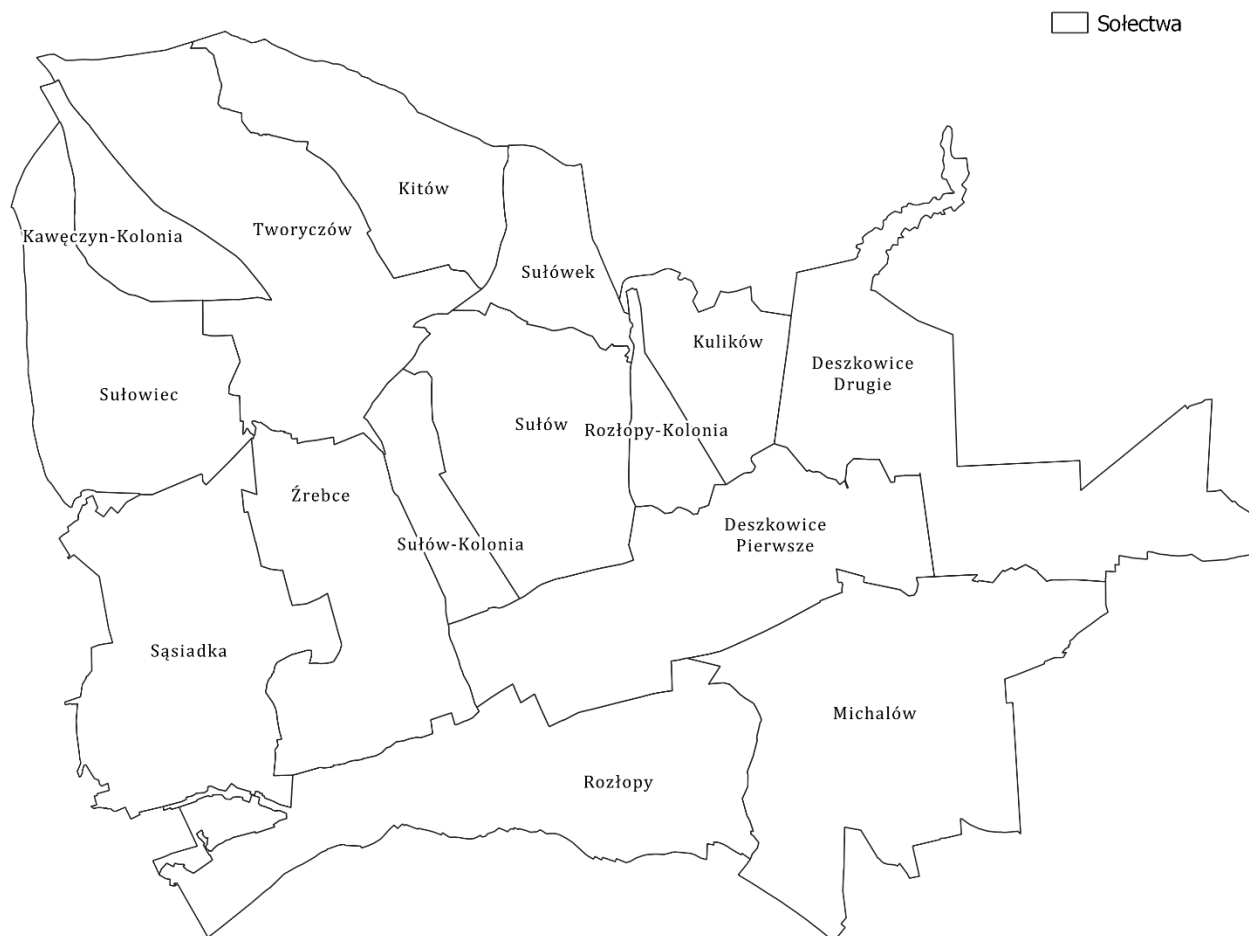 Sołectwa
Kitów
Tworyczów
Kawęczyn-Kolonia
Sułówek
Kulików
Deszkowice
Drugie
Sułowiec
Sułów
Rozłopy-Kolonia
Źrebce
Deszkowice
Pierwsze
Sułów-Kolonia
Sąsiadka
Michalów
Rozłopy